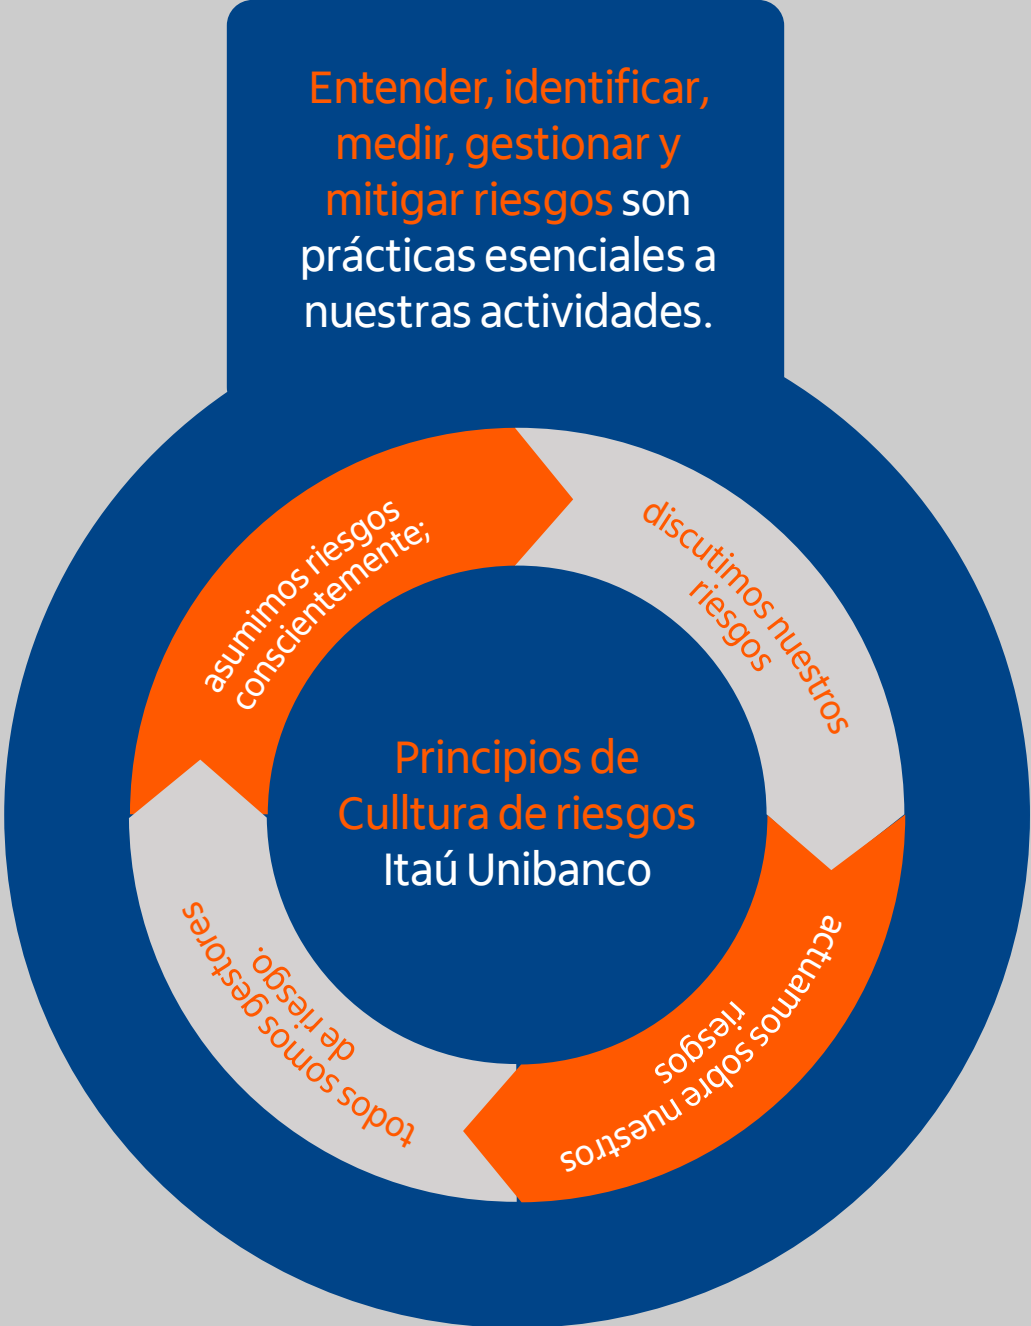 Entender, identificar,
medir, gestionar y
mitigar riesgos son
prácticas esenciales a
nuestras actividades.
asumimos riesgos
conscientemente;
discutimos nuestros
riesgos
actuamos sobre nuestros
riesgos
todos somos gestores
de riesgo.
Principios de
Culltura de riesgos
Itaú Unibanco